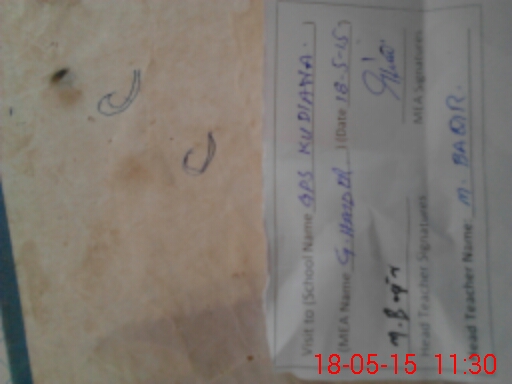 Visit to (School Name GPS KUDIANA.)
(MEA Name G. HAIDER) (Date 18-5-15)
Head Teacher Signatures MEA Signatures
Head Teacher Name M. BAQIR.
18-05-15 11:30